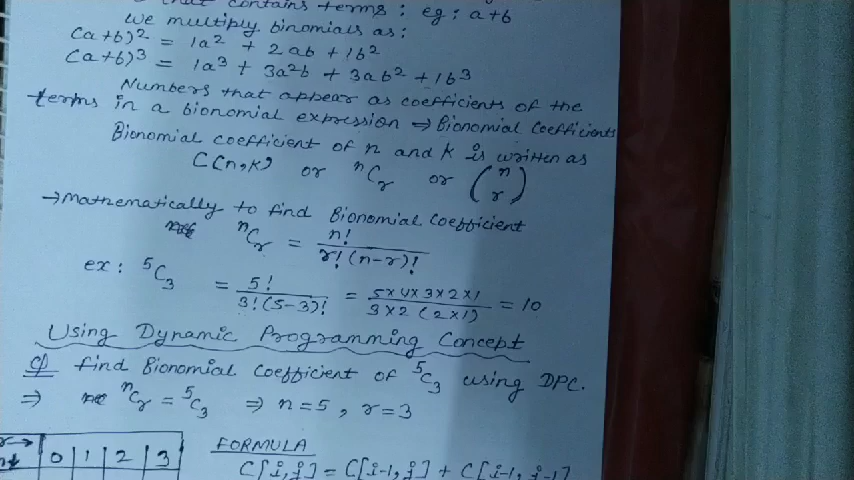 that contains terms; eg: a+b
we multiply binomials as:
(a+b)2 = 1a2 + 2ab + 1b2
(a+b)3 = 1a3 + 3a2b + 3ab2 + 1b3
Numbers that appear as coefficients of the
terms in a bionomial expression ⇒ Bionomial Coefficients
Bionomial coefficient of n and k is written as
C(n,k) or nCr or (n r)
→ Mathematically to find Bionomial Coefficient
nCr = n! / r!(n-r)!
ex: 5C3 = 5! / 3!(5-3)! = 5×4×3×2×1 / 3×2(2×1) = 10
Using Dynamic Programming Concept
Q find Bionomial Coefficient of 5C3 using DPC.
⇒ nCr = 5C3 ⇒ n=5, r=3
r→ 0 1 2 3
n↓
FORMULA
C[i,j] = C[i-1,j] + C[i-1,j-1]